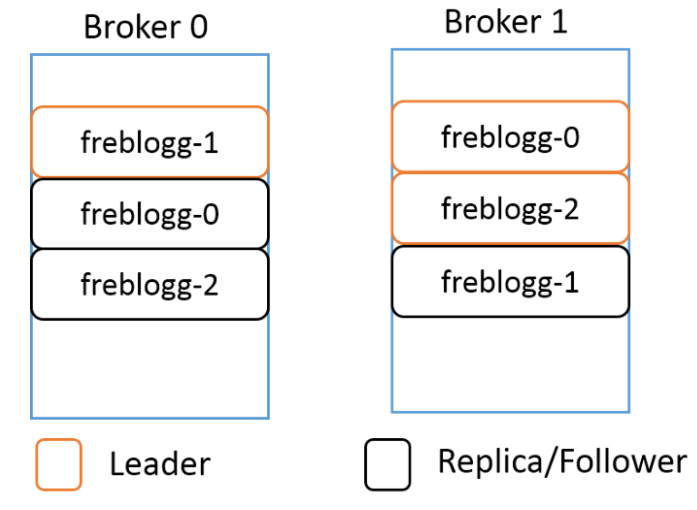 Broker 0
freblogg-1
freblogg-0
freblogg-2
Broker 1
freblogg-0
freblogg-2
freblogg-1
Leader
Replica/Follower